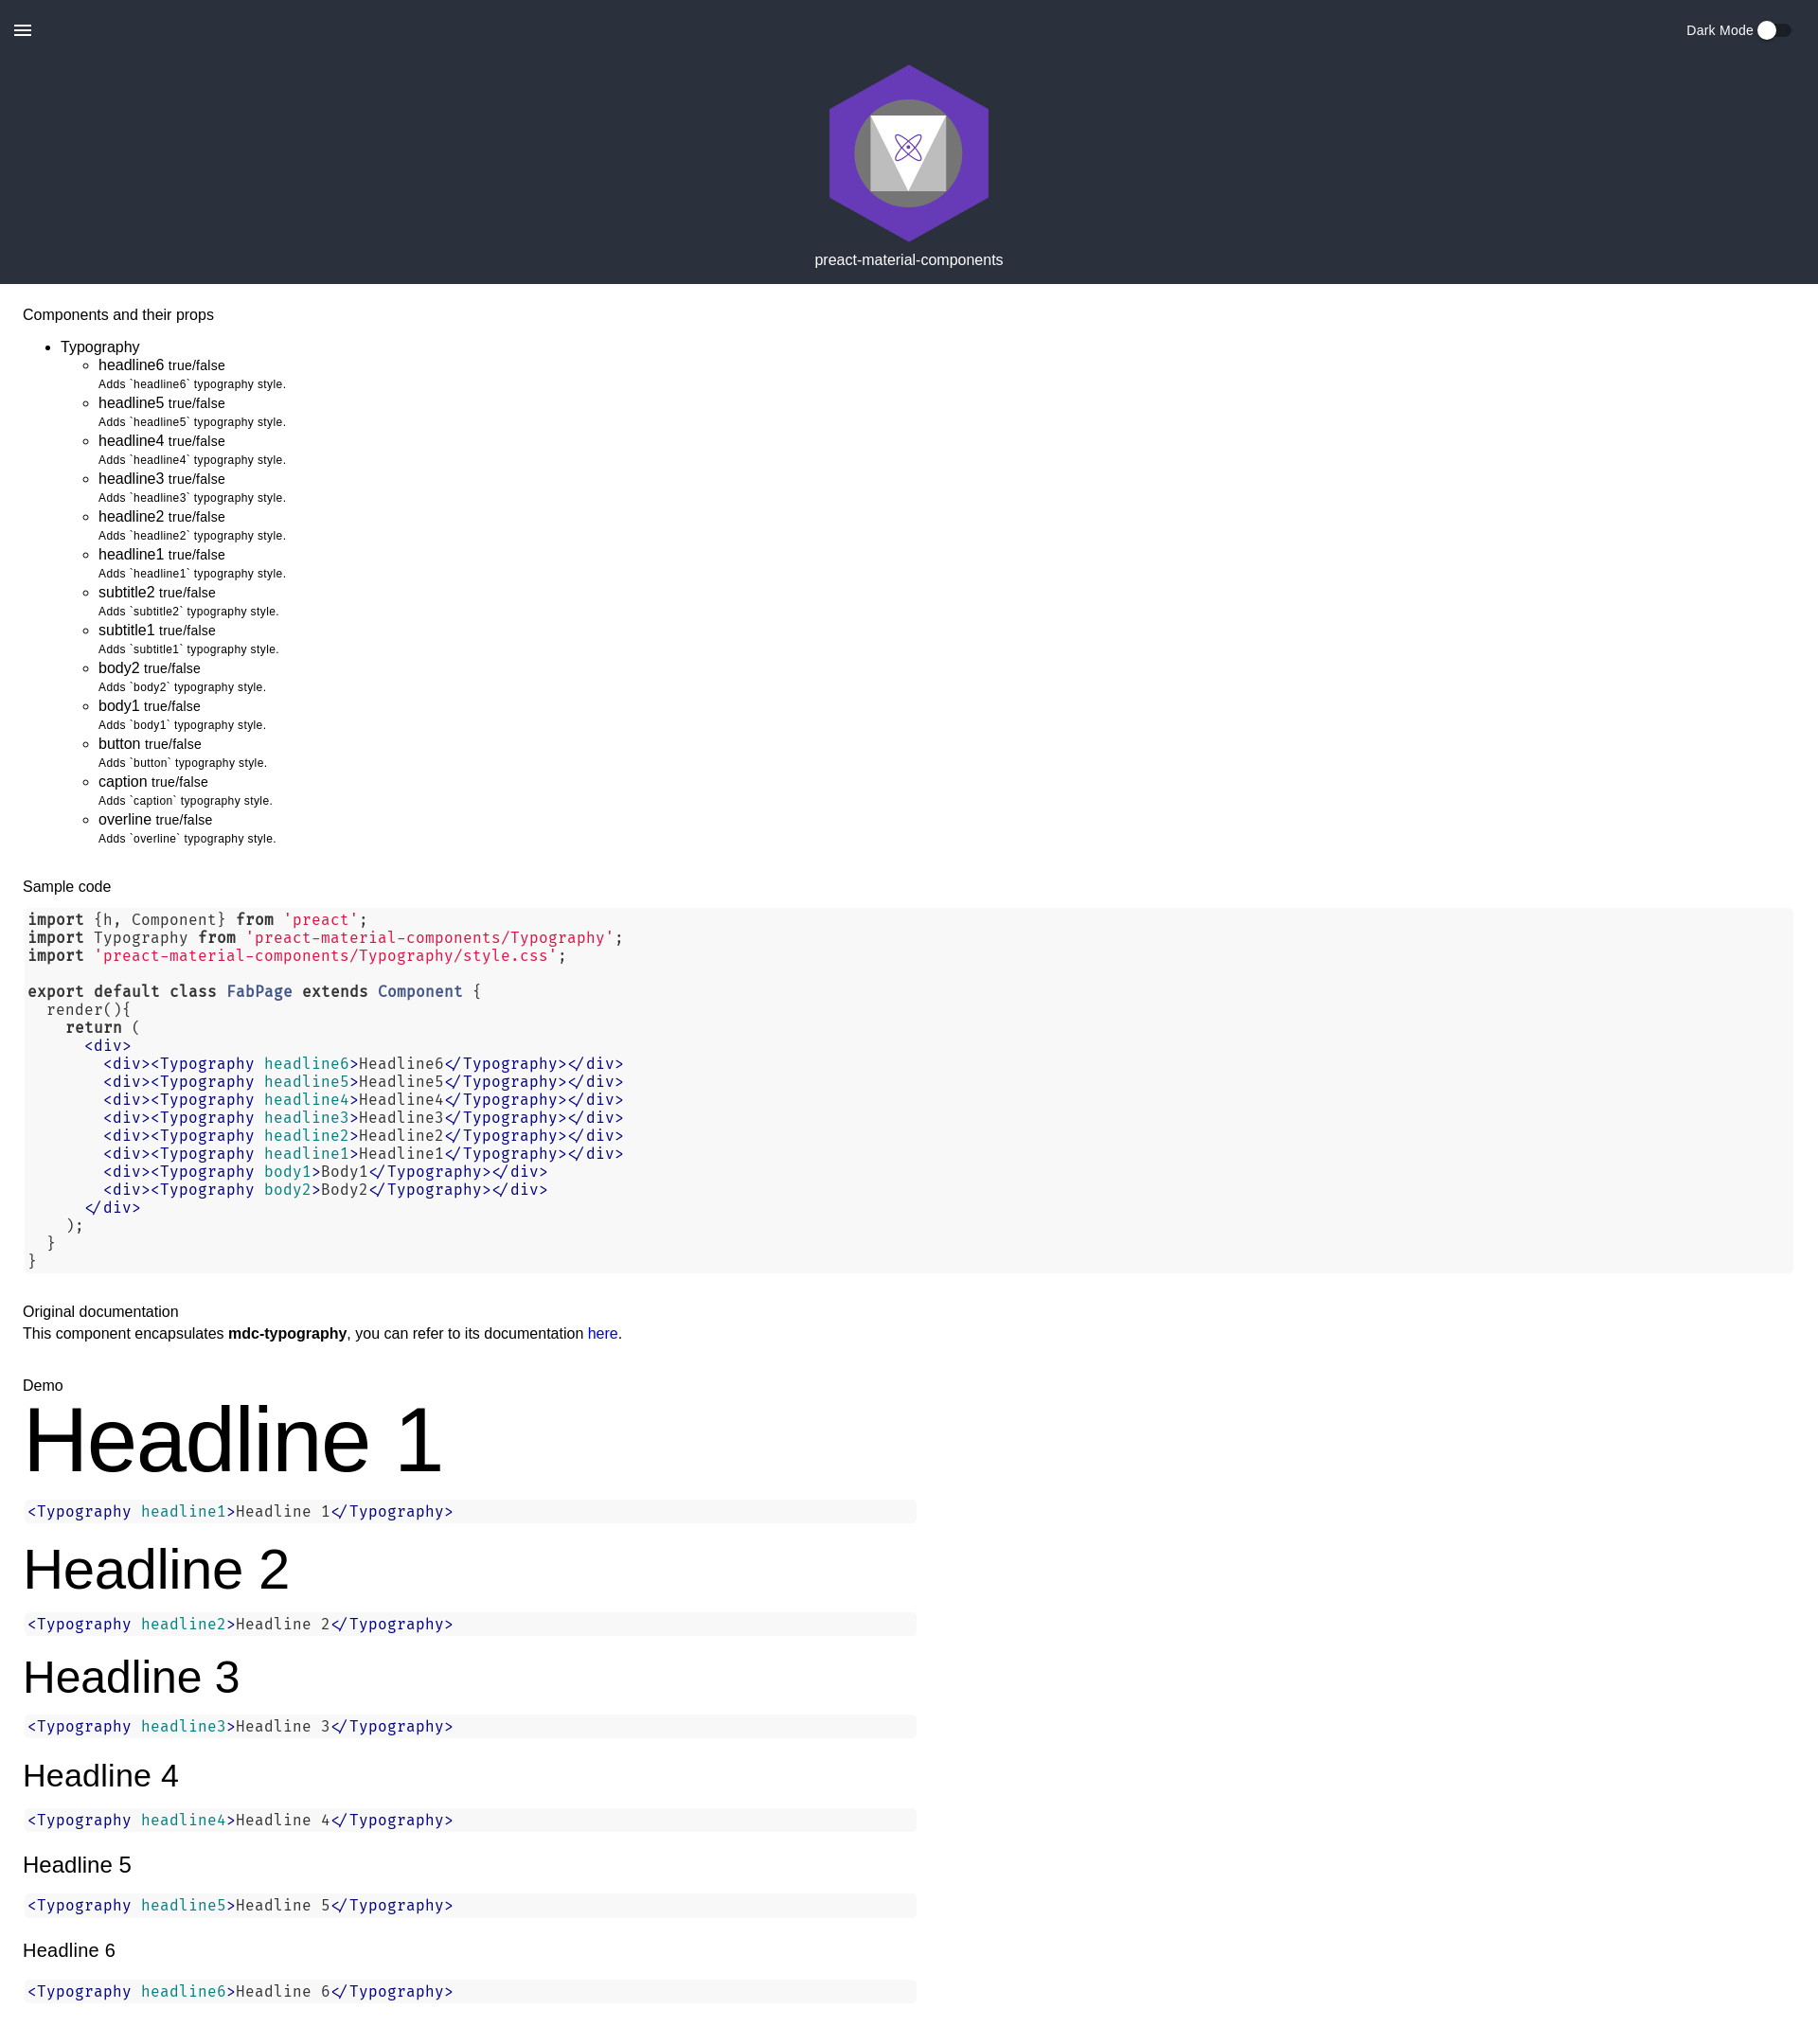 Dark Mode
preact-material-components
Components and their props
Typography
headline6 true/false
Adds `headline6` typography style.
headline5 true/false
Adds `headline5` typography style.
headline4 true/false
Adds `headline4` typography style.
headline3 true/false
Adds `headline3` typography style.
headline2 true/false
Adds `headline2` typography style.
headline1 true/false
Adds `headline1` typography style.
subtitle2 true/false
Adds `subtitle2` typography style.
subtitle1 true/false
Adds `subtitle1` typography style.
body2 true/false
Adds `body2` typography style.
body1 true/false
Adds `body1` typography style.
button true/false
Adds `button` typography style.
caption true/false
Adds `caption` typography style.
overline true/false
Adds `overline` typography style.
Sample code
import {h, Component} from 'preact';
import Typography from 'preact-material-components/Typography';
import 'preact-material-components/Typography/style.css';
export default class FabPage extends Component {
  render(){
    return (
      <div>
        <div><Typography headline6>Headline6</Typography></div>
        <div><Typography headline5>Headline5</Typography></div>
        <div><Typography headline4>Headline4</Typography></div>
        <div><Typography headline3>Headline3</Typography></div>
        <div><Typography headline2>Headline2</Typography></div>
        <div><Typography headline1>Headline1</Typography></div>
        <div><Typography body1>Body1</Typography></div>
        <div><Typography body2>Body2</Typography></div>
      </div>
    );
  }
}
Original documentation
This component encapsulates mdc-typography, you can refer to its documentation here.
Demo
Headline 1
<Typography headline1>Headline 1</Typography>
Headline 2
<Typography headline2>Headline 2</Typography>
Headline 3
<Typography headline3>Headline 3</Typography>
Headline 4
<Typography headline4>Headline 4</Typography>
Headline 5
<Typography headline5>Headline 5</Typography>
Headline 6
<Typography headline6>Headline 6</Typography>